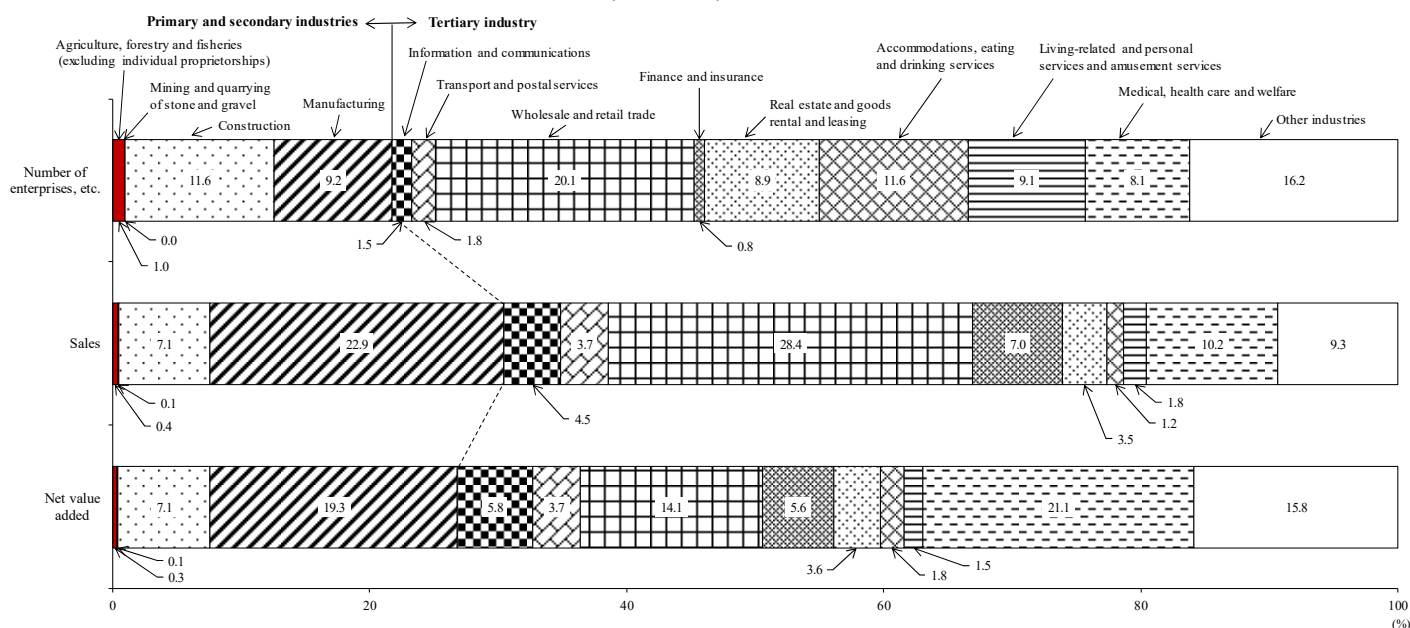 Primary and secondary industries
Tertiary industry
Agriculture, forestry and fisheries
(excluding individual proprietorships)
Mining and quarrying
of stone and gravel
Construction
Manufacturing
Information and communications
Transport and postal services
Wholesale and retail trade
Finance and insurance
Real estate and goods
rental and leasing
Accommodations, eating
and drinking services
Living-related and personal
services and amusement services
Medical, health care and welfare
Other industries
Number of
enterprises, etc.
11.6
9.2
20.1
8.9
11.6
9.1
8.1
16.2
0.0
1.0
1.5
1.8
0.8
Sales
7.1
22.9
3.7
28.4
7.0
10.2
9.3
0.1
0.4
4.5
3.5
1.2
1.8
Net value
added
7.1
19.3
5.8
3.7
14.1
5.6
21.1
15.8
0.1
0.3
3.6
1.8
1.5
0
20
40
60
80
100
(%)